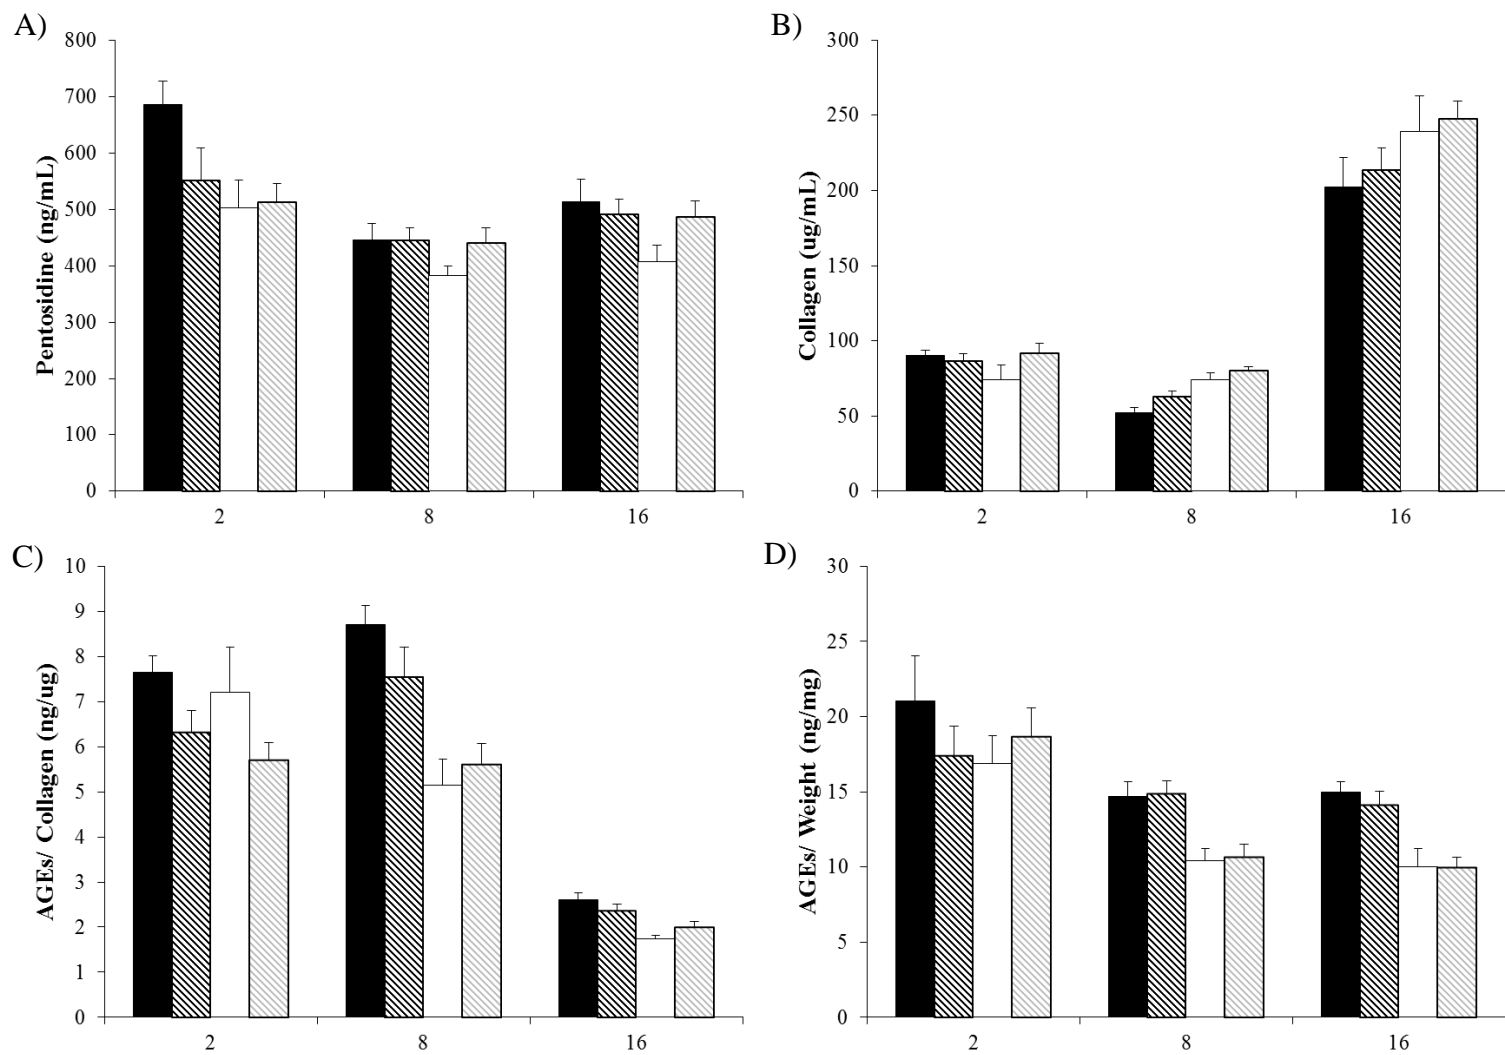 A)
800
700
600
500
400
300
200
100
0
Pentosidine (ng/mL)
2 8 16
B)
300
250
200
150
100
50
0
Collagen (ug/mL)
2 8 16
C)
10
9
8
7
6
5
4
3
2
1
0
AGEs/ Collagen (ng/ug)
2 8 16
D)
30
25
20
15
10
5
0
AGEs/ Weight (ng/mg)
2 8 16